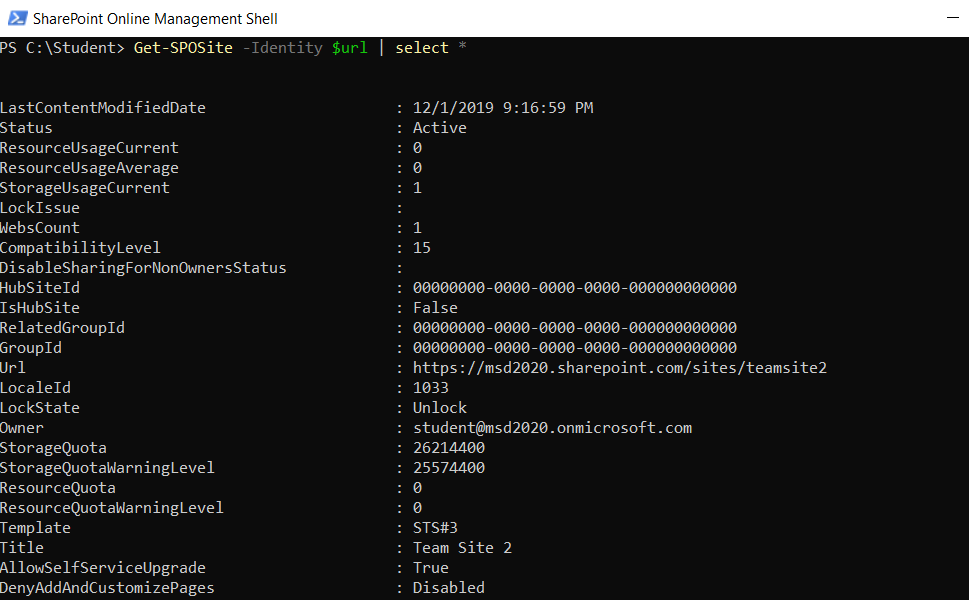 SharePoint Online Management Shell
PS C:\Student> Get-SPOSite -Identity $url | select *
LastContentModifiedDate : 12/1/2019 9:16:59 PM
Status : Active
ResourceUsageCurrent : 0
ResourceUsageAverage : 0
StorageUsageCurrent : 1
LockIssue :
WebsCount : 1
CompatibilityLevel : 15
DisableSharingForNonOwnersStatus :
HubSiteId : 00000000-0000-0000-0000-000000000000
IsHubSite : False
RelatedGroupId : 00000000-0000-0000-0000-000000000000
GroupId : 00000000-0000-0000-0000-000000000000
Url : https://msd2020.sharepoint.com/sites/teamsite2
LocaleId : 1033
LockState : Unlock
Owner : student@msd2020.onmicrosoft.com
StorageQuota : 26214400
StorageQuotaWarningLevel : 25574400
ResourceQuota : 0
ResourceQuotaWarningLevel : 0
Template : STS#3
Title : Team Site 2
AllowSelfServiceUpgrade : True
DenyAddAndCustomizePages : Disabled